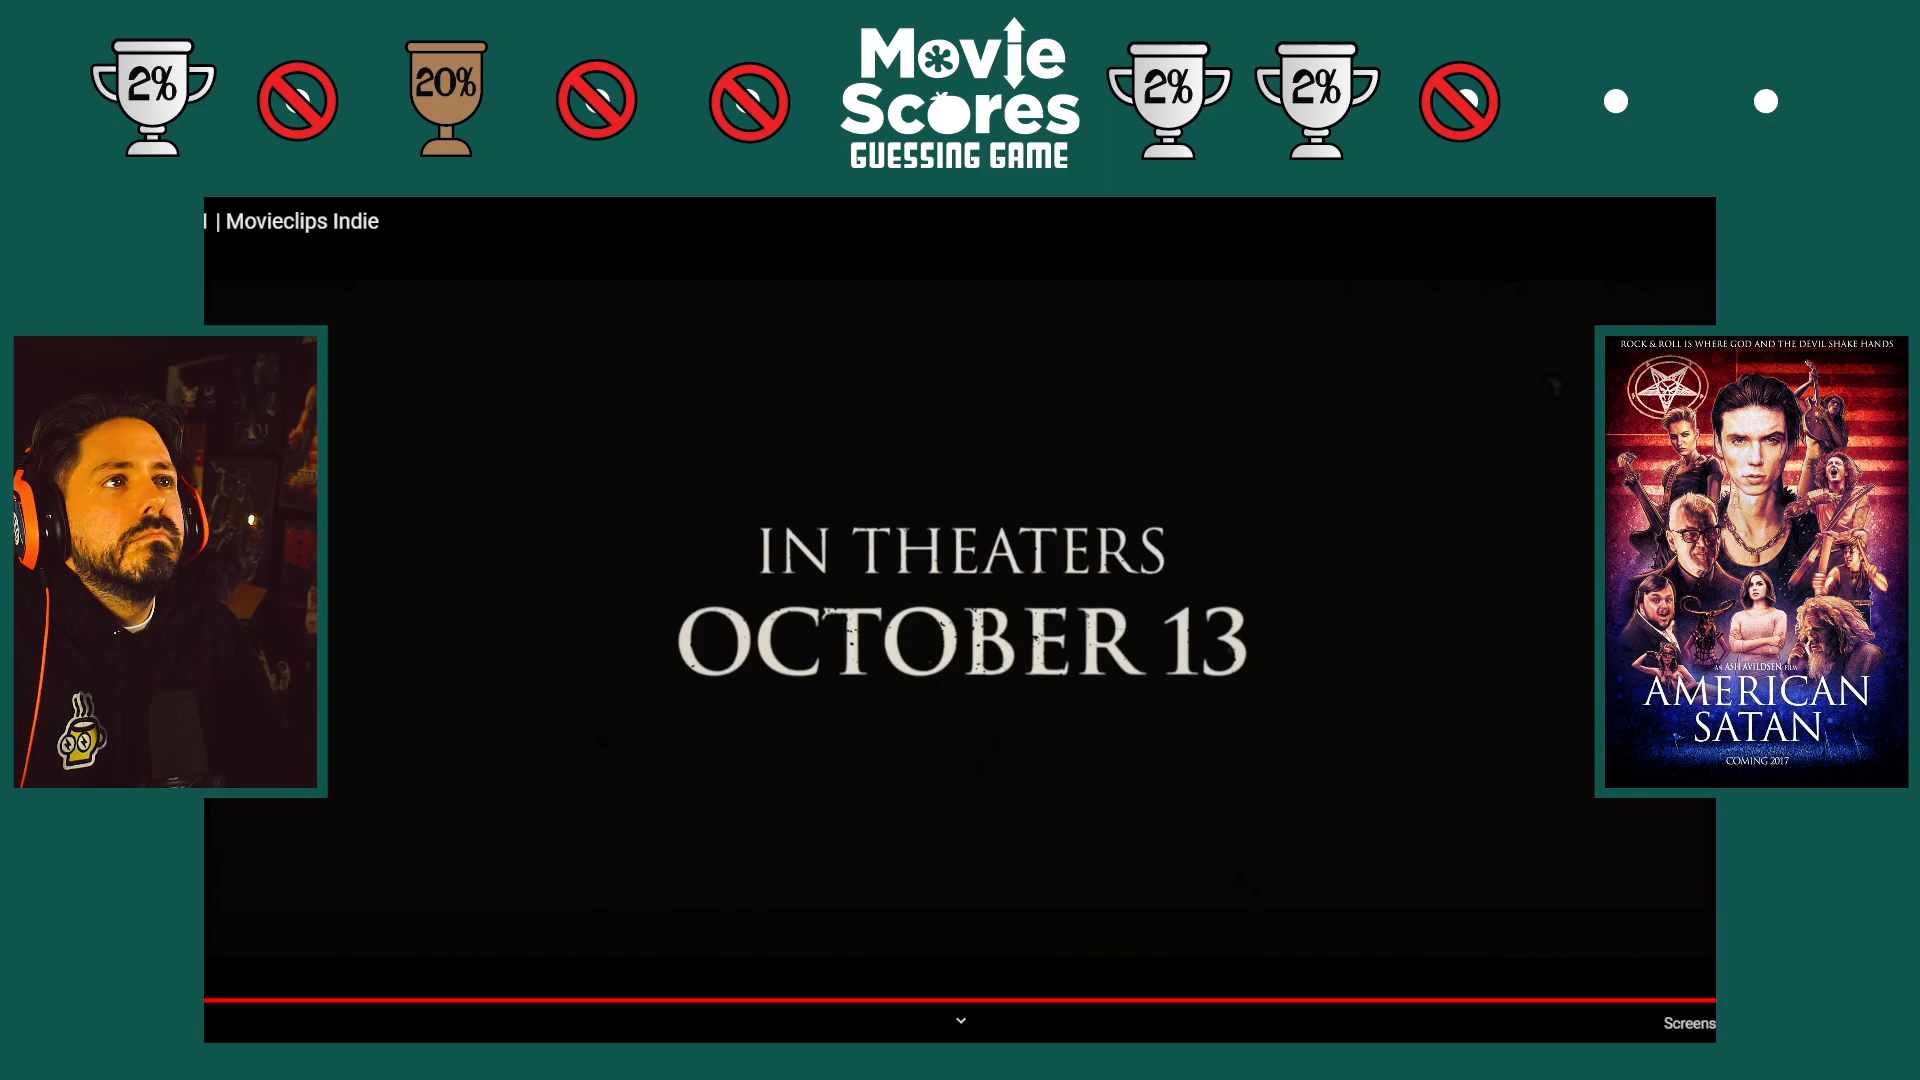 2%
20%
Movie
Scores
GUESSING GAME
2%
2%
| Movieclips Indie
IN THEATERS
OCTOBER 13
ROCK & ROLL IS WHERE GOD AND THE DEVIL SHAKE HANDS
AN ASH AVILDSEN FILM
AMERICAN
SATAN
COMING 2017
Screens